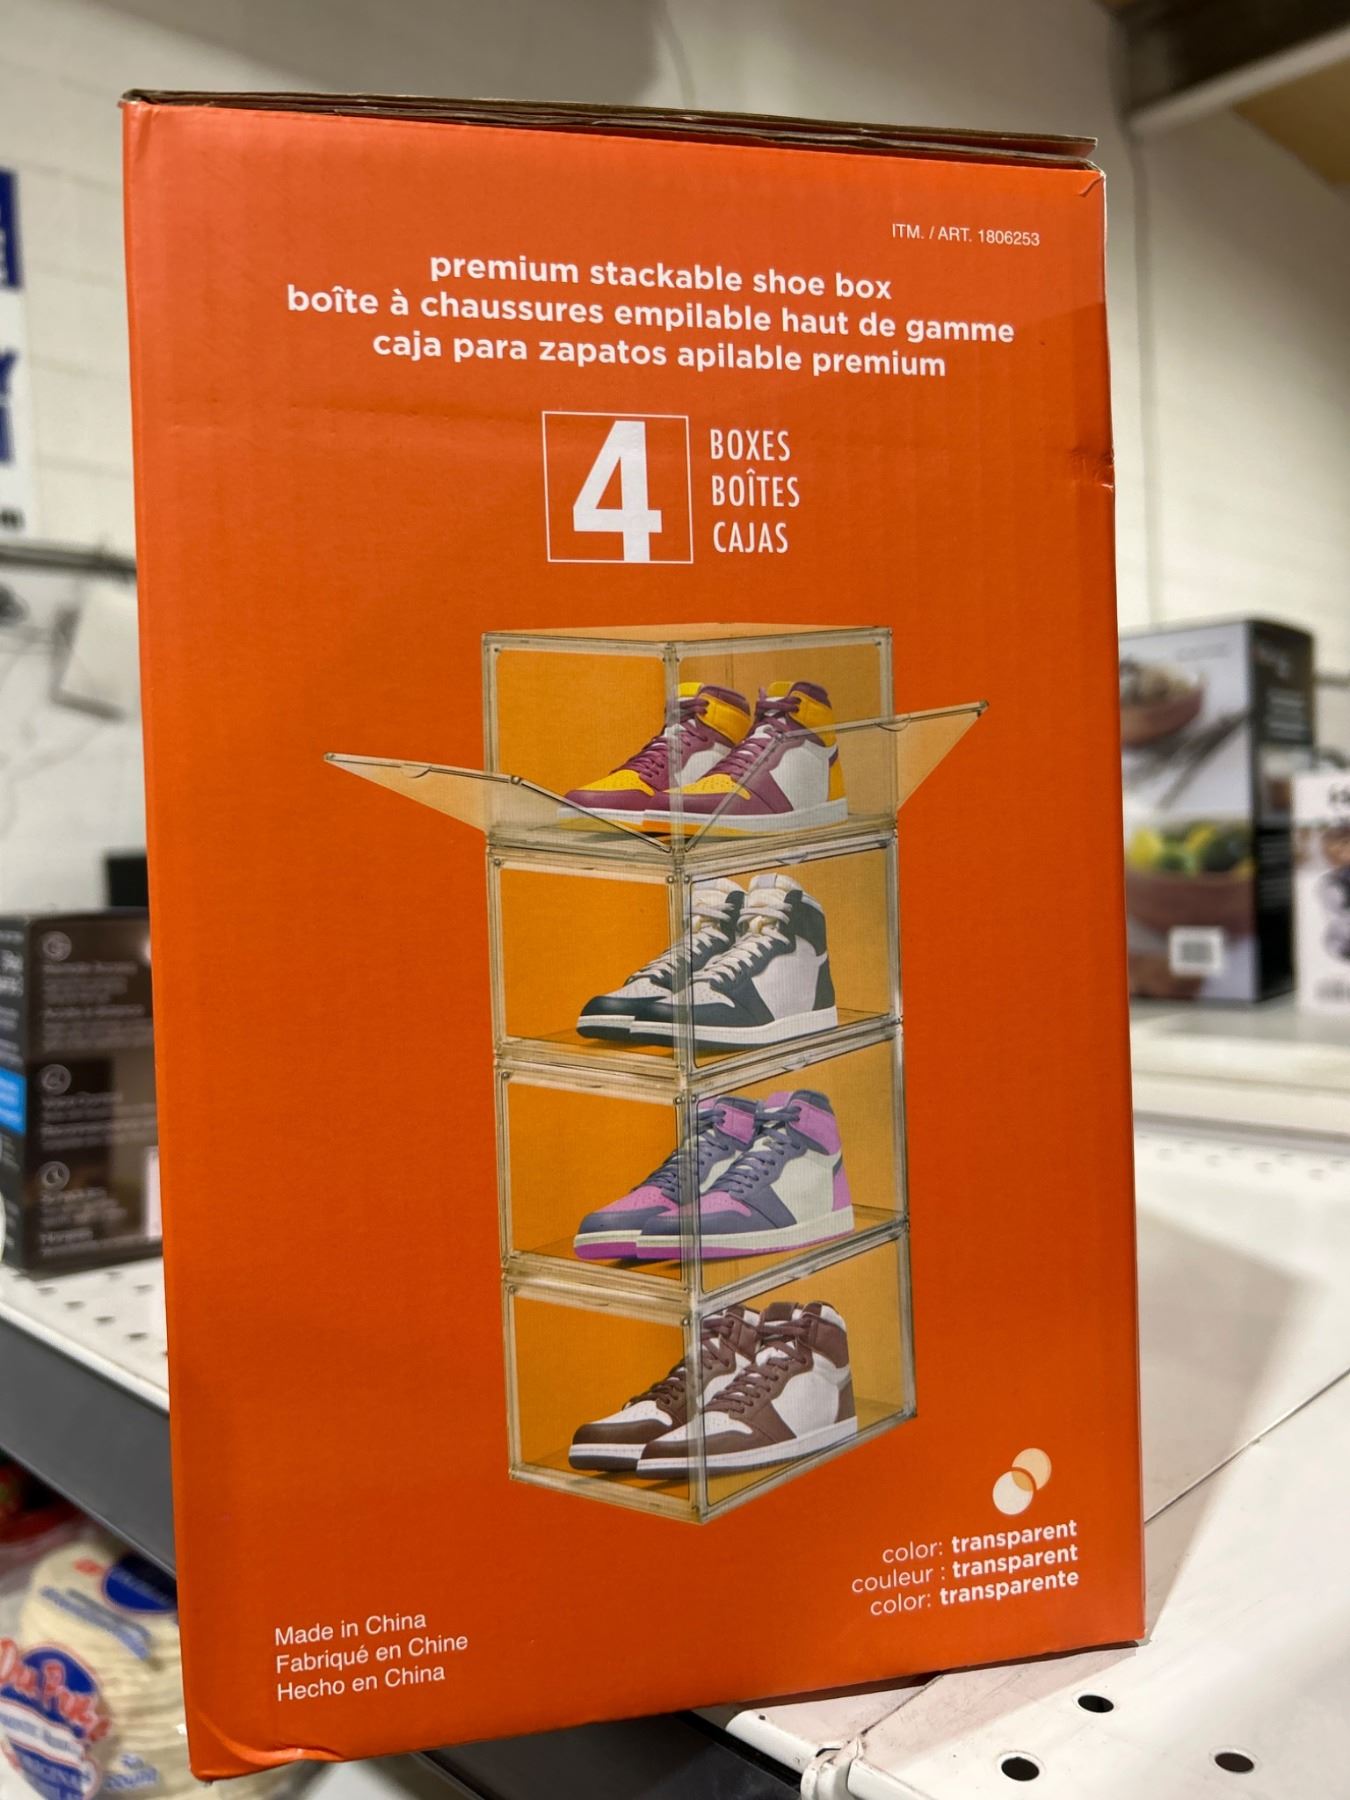 ITM. / ART. 1806253
premium stackable shoe box
boîte à chaussures empilable haut de gamme
caja para zapatos apilable premium
4
BOXES
BOÎTES
CAJAS
color: transparent
couleur : transparent
color: transparente
Made in China
Fabriqué en Chine
Hecho en China